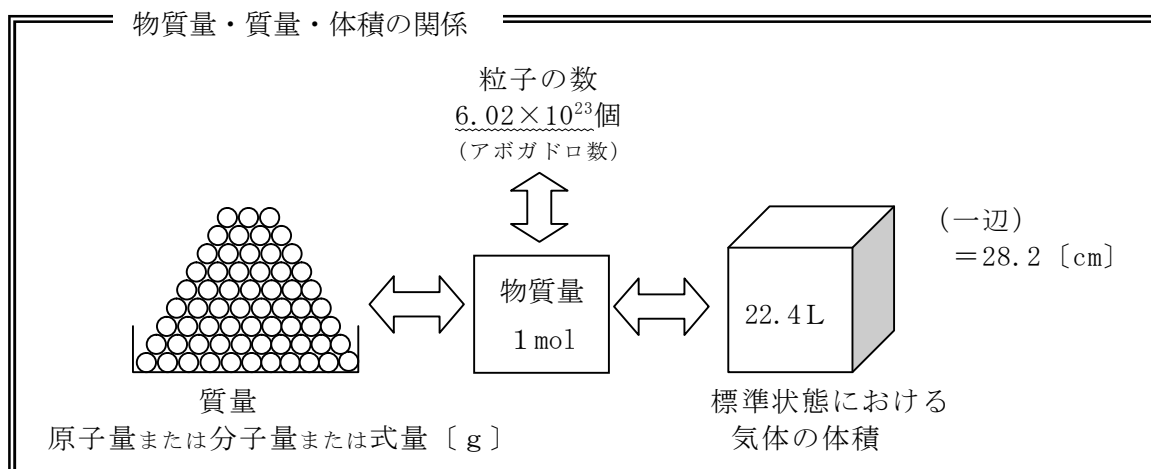 物質量・質量・体積の関係
粒子の数
6.02×10²³個
(アボガドロ数)
(一辺)
=28.2〔cm〕
物質量
1mol
22.4L
質量
原子量または分子量または式量〔g〕
標準状態における
気体の体積